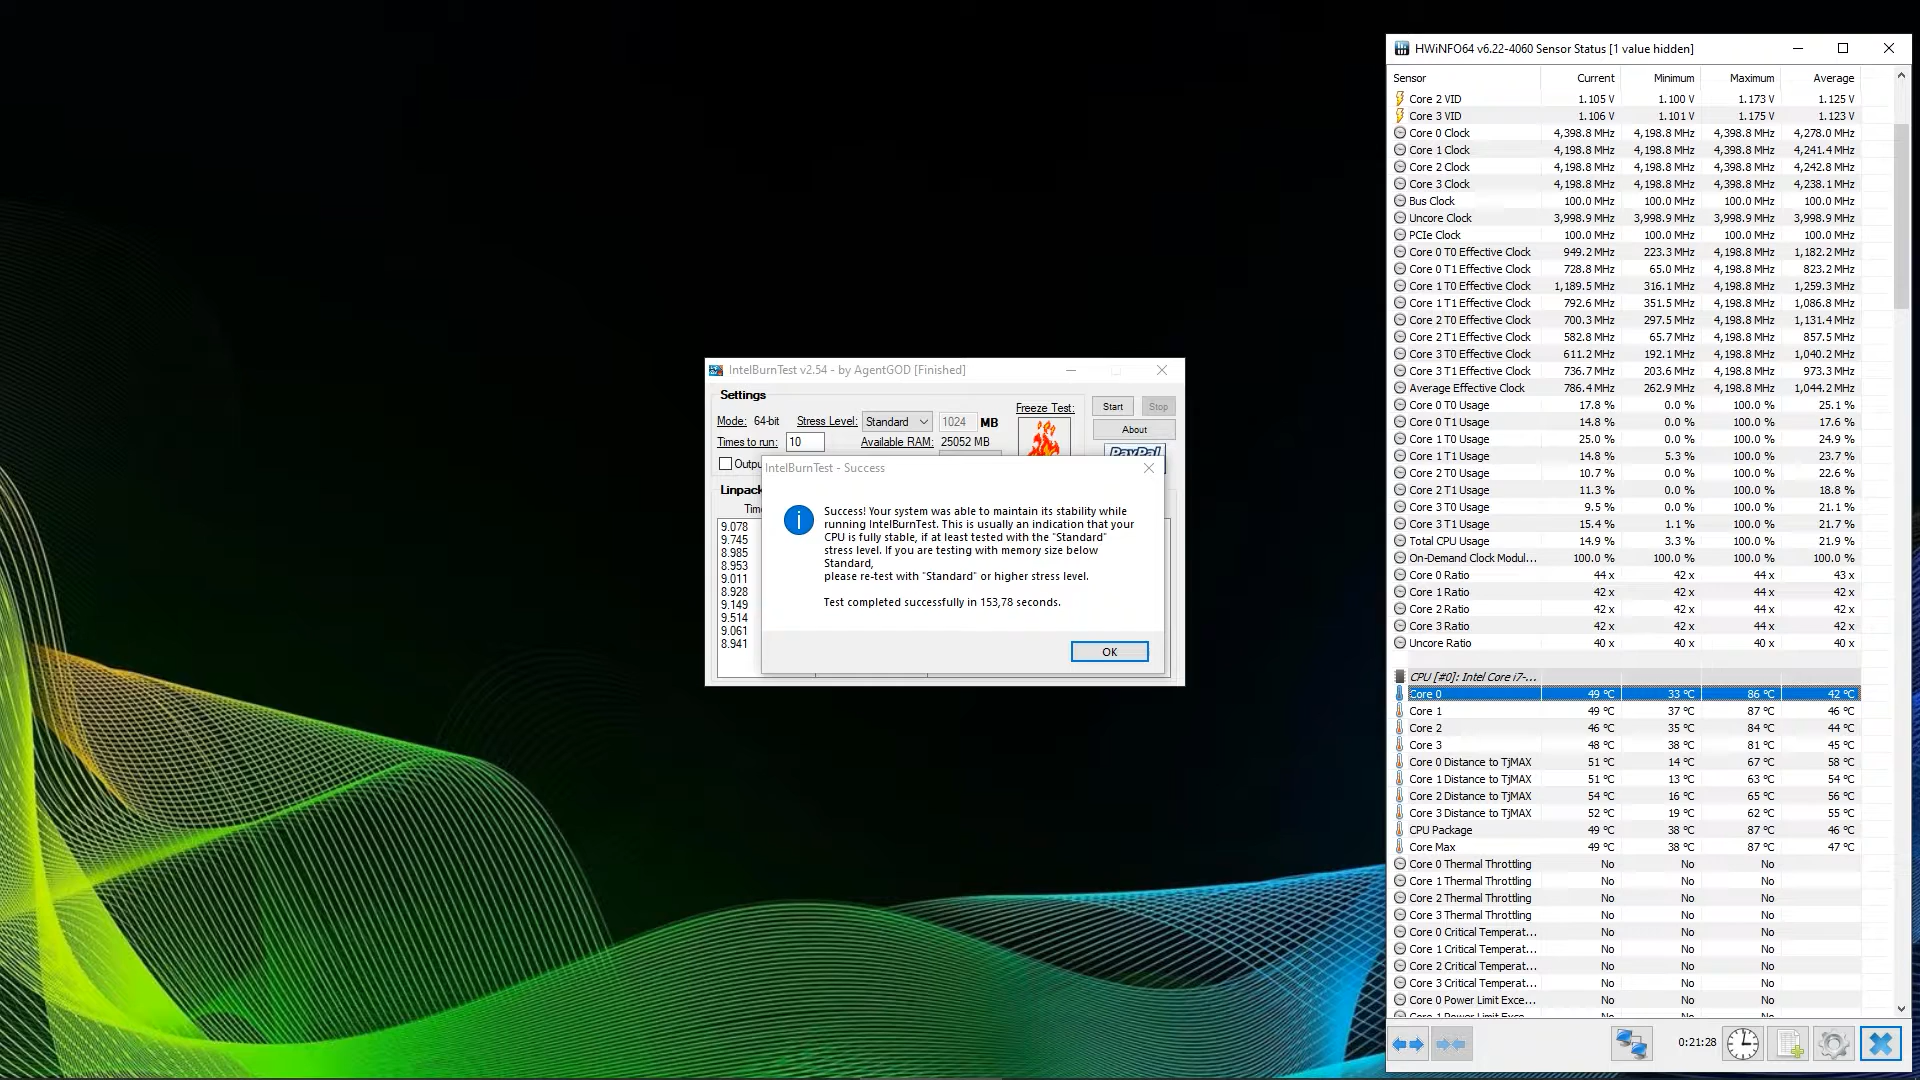 HWiNFO64 v6.22-4060 Sensor Status [1 value hidden]
Sensor Current Minimum Maximum Average
Core 2 VID 1.105 V 1.100 V 1.173 V 1.125 V
Core 3 VID 1.106 V 1.101 V 1.175 V 1.123 V
Core 0 Clock 4,398.8 MHz 4,198.8 MHz 4,398.8 MHz 4,278.0 MHz
Core 1 Clock 4,198.8 MHz 4,198.8 MHz 4,398.8 MHz 4,241.4 MHz
Core 2 Clock 4,198.8 MHz 4,198.8 MHz 4,398.8 MHz 4,242.8 MHz
Core 3 Clock 4,198.8 MHz 4,198.8 MHz 4,398.8 MHz 4,238.1 MHz
Bus Clock 100.0 MHz 100.0 MHz 100.0 MHz 100.0 MHz
Uncore Clock 3,998.9 MHz 3,998.9 MHz 3,998.9 MHz 3,998.9 MHz
PCIe Clock 100.0 MHz 100.0 MHz 100.0 MHz 100.0 MHz
Core 0 T0 Effective Clock 949.2 MHz 223.3 MHz 4,198.8 MHz 1,182.2 MHz
Core 0 T1 Effective Clock 728.8 MHz 65.0 MHz 4,198.8 MHz 823.2 MHz
Core 1 T0 Effective Clock 1,189.5 MHz 316.1 MHz 4,198.8 MHz 1,259.3 MHz
Core 1 T1 Effective Clock 792.6 MHz 351.5 MHz 4,198.8 MHz 1,086.8 MHz
Core 2 T0 Effective Clock 700.3 MHz 297.5 MHz 4,198.8 MHz 1,131.4 MHz
Core 2 T1 Effective Clock 582.8 MHz 65.7 MHz 4,198.8 MHz 857.5 MHz
Core 3 T0 Effective Clock 611.2 MHz 192.1 MHz 4,198.8 MHz 1,040.2 MHz
Core 3 T1 Effective Clock 736.7 MHz 203.6 MHz 4,198.8 MHz 973.3 MHz
Average Effective Clock 786.4 MHz 262.9 MHz 4,198.8 MHz 1,044.2 MHz
Core 0 T0 Usage 17.8 % 0.0 % 100.0 % 25.1 %
Core 0 T1 Usage 14.8 % 0.0 % 100.0 % 17.6 %
Core 1 T0 Usage 25.0 % 0.0 % 100.0 % 24.9 %
Core 1 T1 Usage 14.8 % 5.3 % 100.0 % 23.7 %
Core 2 T0 Usage 10.7 % 0.0 % 100.0 % 22.6 %
Core 2 T1 Usage 11.3 % 0.0 % 100.0 % 18.8 %
Core 3 T0 Usage 9.5 % 0.0 % 100.0 % 21.1 %
Core 3 T1 Usage 15.4 % 1.1 % 100.0 % 21.7 %
Total CPU Usage 14.9 % 3.3 % 100.0 % 21.9 %
On-Demand Clock Modul... 100.0 % 100.0 % 100.0 % 100.0 %
Core 0 Ratio 44 x 42 x 44 x 43 x
Core 1 Ratio 42 x 42 x 44 x 42 x
Core 2 Ratio 42 x 42 x 44 x 42 x
Core 3 Ratio 42 x 42 x 44 x 42 x
Uncore Ratio 40 x 40 x 40 x 40 x
CPU [#0]: Intel Core i7-...
Core 0 49 °C 33 °C 86 °C 42 °C
Core 1 49 °C 37 °C 87 °C 46 °C
Core 2 46 °C 35 °C 84 °C 44 °C
Core 3 48 °C 38 °C 81 °C 45 °C
Core 0 Distance to TjMAX 51 °C 14 °C 67 °C 58 °C
Core 1 Distance to TjMAX 51 °C 13 °C 63 °C 54 °C
Core 2 Distance to TjMAX 54 °C 16 °C 65 °C 56 °C
Core 3 Distance to TjMAX 52 °C 19 °C 62 °C 55 °C
CPU Package 49 °C 38 °C 87 °C 46 °C
Core Max 49 °C 38 °C 87 °C 47 °C
Core 0 Thermal Throttling No No No
Core 1 Thermal Throttling No No No
Core 2 Thermal Throttling No No No
Core 3 Thermal Throttling No No No
Core 0 Critical Temperat... No No No
Core 1 Critical Temperat... No No No
Core 2 Critical Temperat... No No No
Core 3 Critical Temperat... No No No
Core 0 Power Limit Exce... No No No
Core 1 Power Limit Exce... No No No
0:21:28
IntelBurnTest v2.54 - by AgentGOD [Finished]
Settings
Mode: 64-bit Stress Level: Standard 1024 MB Freeze Test: Start Stop
Times to run: 10 Available RAM: 25052 MB About
PayPal
Outpu
Linpack
Time
9.078
9.745
8.985
8.953
9.011
8.928
9.149
9.514
9.061
8.941
IntelBurnTest - Success
Success! Your system was able to maintain its stability while
running IntelBurnTest. This is usually an indication that your
CPU is fully stable, if at least tested with the "Standard"
stress level. If you are testing with memory size below
Standard,
please re-test with "Standard" or higher stress level.
Test completed successfully in 153,78 seconds.
OK